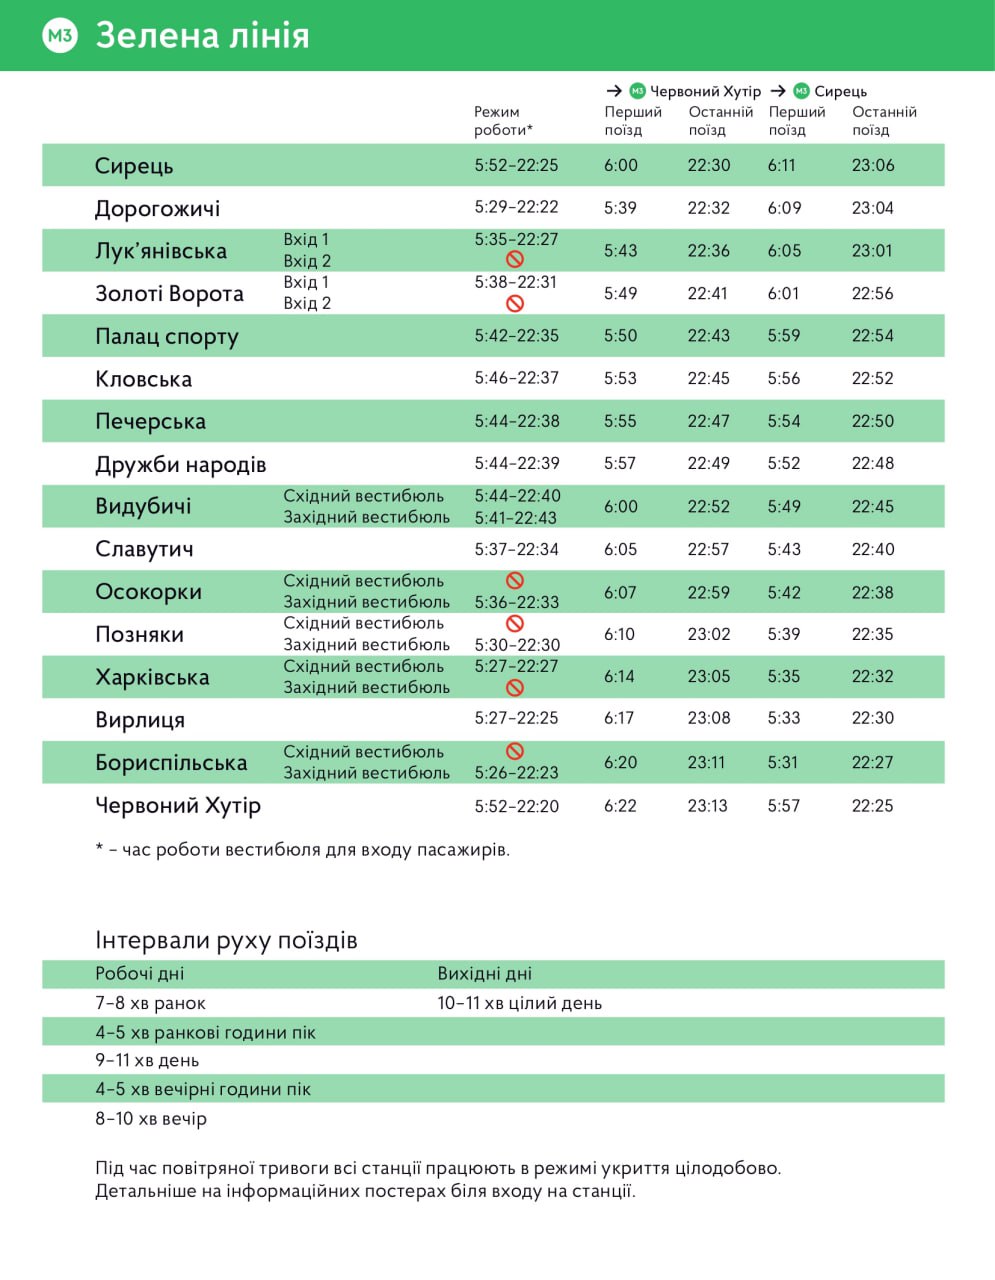 M3 Зелена лінія
→ M3 Червоний Хутір → M3 Сирець
Режим роботи* Перший поїзд Останній поїзд Перший поїзд Останній поїзд
Сирець 5:52–22:25 6:00 22:30 6:11 23:06
Дорогожичі 5:29–22:22 5:39 22:32 6:09 23:04
Лук’янівська Вхід 1 5:35–22:27 5:43 22:36 6:05 23:01
Вхід 2
Золоті Ворота Вхід 1 5:38–22:31 5:49 22:41 6:01 22:56
Вхід 2
Палац спорту 5:42–22:35 5:50 22:43 5:59 22:54
Кловська 5:46–22:37 5:53 22:45 5:56 22:52
Печерська 5:44–22:38 5:55 22:47 5:54 22:50
Дружби народів 5:44–22:39 5:57 22:49 5:52 22:48
Видубичі Східний вестибюль 5:44–22:40 6:00 22:52 5:49 22:45
Західний вестибюль 5:41–22:43
Славутич 5:37–22:34 6:05 22:57 5:43 22:40
Осокорки Східний вестибюль 6:07 22:59 5:42 22:38
Західний вестибюль 5:36–22:33
Позняки Східний вестибюль 6:10 23:02 5:39 22:35
Західний вестибюль 5:30–22:30
Харківська Східний вестибюль 5:27–22:27 6:14 23:05 5:35 22:32
Західний вестибюль
Вирлиця 5:27–22:25 6:17 23:08 5:33 22:30
Бориспільська Східний вестибюль 6:20 23:11 5:31 22:27
Західний вестибюль 5:26–22:23
Червоний Хутір 5:52–22:20 6:22 23:13 5:57 22:25
* – час роботи вестибюля для входу пасажирів.
Інтервали руху поїздів
Робочі дні Вихідні дні
7–8 хв ранок 10–11 хв цілий день
4–5 хв ранкові години пік
9–11 хв день
4–5 хв вечірні години пік
8–10 хв вечір
Під час повітряної тривоги всі станції працюють в режимі укриття цілодобово.
Детальніше на інформаційних постерах біля входу на станції.